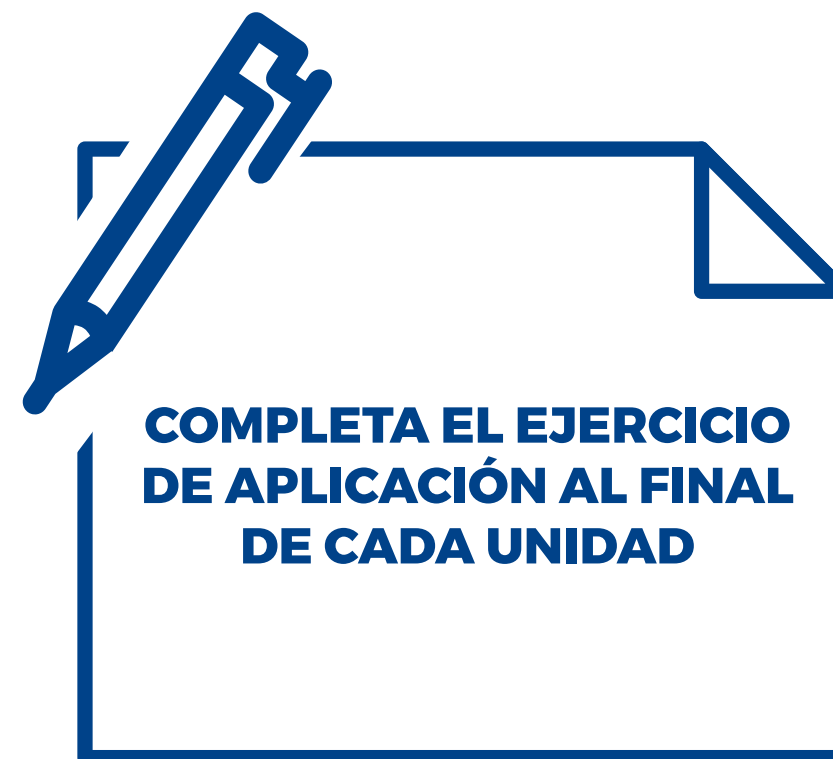 COMPLETA EL EJERCICIO
DE APLICACIÓN AL FINAL
DE CADA UNIDAD